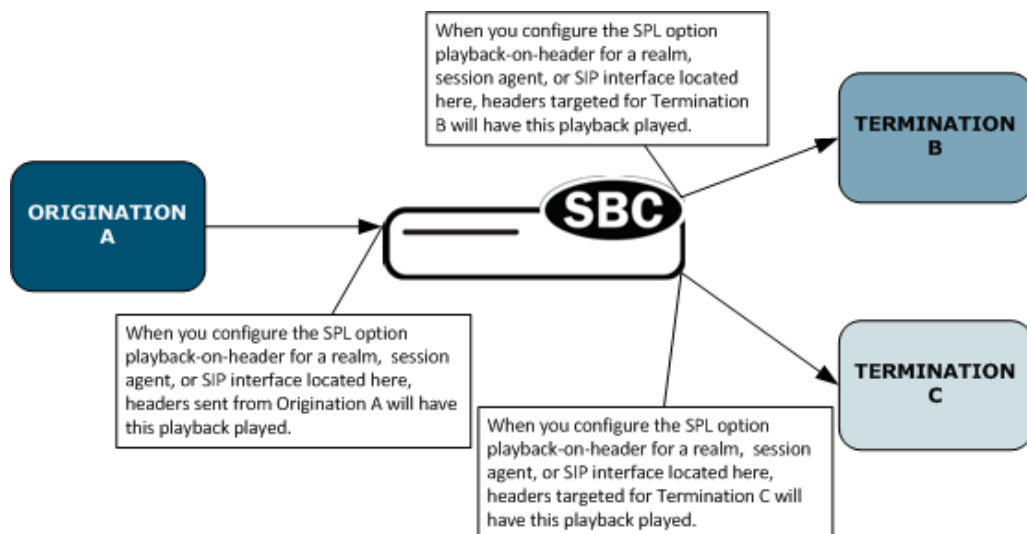 When you configure the SPL option
playback-on-header for a realm,
session agent, or SIP interface located
here, headers targeted for Termination
B will have this playback played.
TERMINATION
B
ORIGINATION
A
SBC
When you configure the SPL option
playback-on-header for a realm, session
agent, or SIP interface located here,
headers sent from Origination A will have
this playback played.
TERMINATION
C
When you configure the SPL option
playback-on-header for a realm, session
agent, or SIP interface located here,
headers targeted for Termination C will
have this playback played.